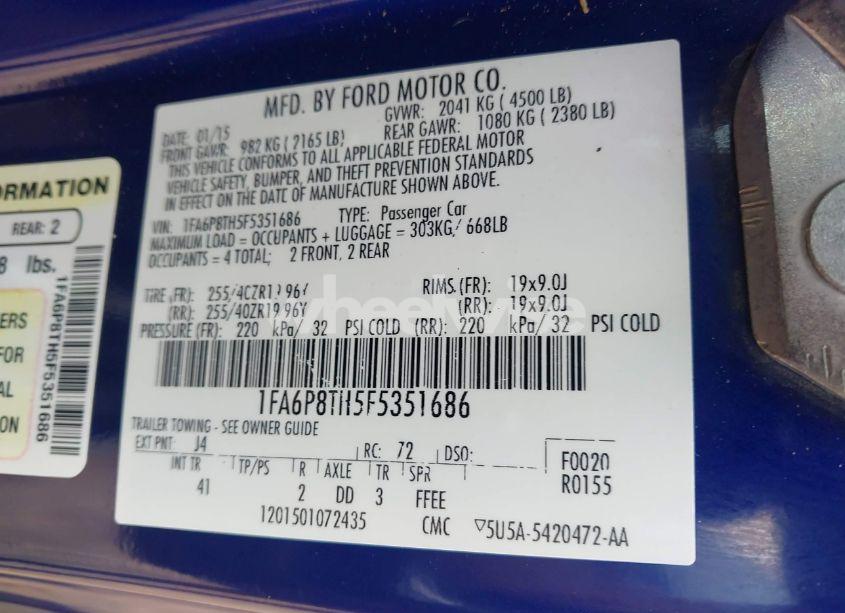 ORMATION
REAR: 2
8 lbs.
1FA6P8TH5F5351686
ERS
FOR
AL
ON
MFD. BY FORD MOTOR CO.
DATE: 01/15 GVWR: 2041 KG ( 4500 LB)
FRONT GAWR: 982 KG ( 2165 LB) REAR GAWR: 1080 KG ( 2380 LB)
THIS VEHICLE CONFORMS TO ALL APPLICABLE FEDERAL MOTOR
VEHICLE SAFETY, BUMPER, AND THEFT PREVENTION STANDARDS
IN EFFECT ON THE DATE OF MANUFACTURE SHOWN ABOVE.
VIN: 1FA6P8TH5F5351686 TYPE: Passenger Car
MAXIMUM LOAD = OCCUPANTS + LUGGAGE = 303KG/ 668LB
OCCUPANTS = 4 TOTAL; 2 FRONT, 2 REAR
TIRE (FR): 255/40ZR19 96Y RIMS (FR): 19x9.0J
(RR): 255/40ZR19 96Y (RR): 19x9.0J
PRESSURE (FR): 220 kPa/ 32 PSI COLD (RR): 220 kPa/ 32 PSI COLD
1FA6P8TH5F5351686
TRAILER TOWING - SEE OWNER GUIDE
EXT PNT: J4 RC: 72 DSO:
INT TR TP/PS R AXLE TR SPR F0020
41 2 DD 3 FFEE R0155
1201501072435 CMC ▽5U5A-5420472-AA